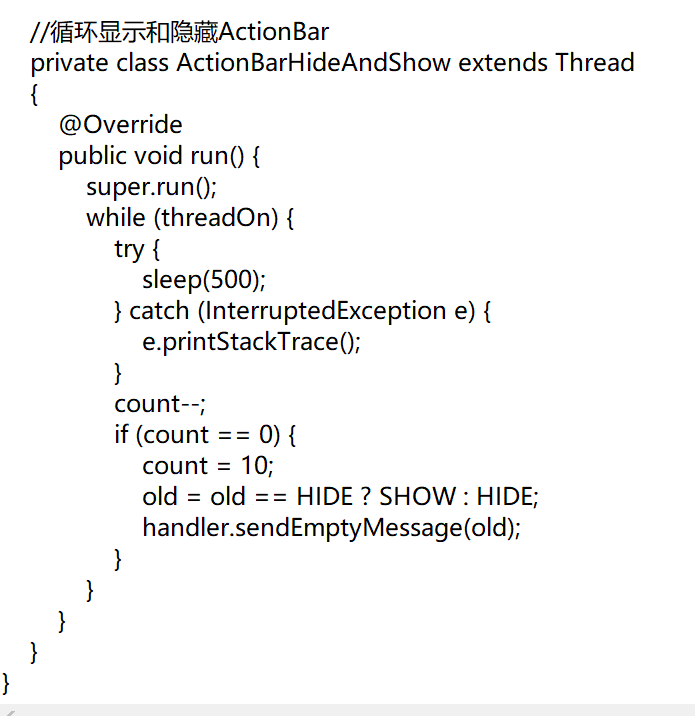 //循环显示和隐藏ActionBar
private class ActionBarHideAndShow extends Thread
{
@Override
public void run() {
super.run();
while (threadOn) {
try {
sleep(500);
} catch (InterruptedException e) {
e.printStackTrace();
}
count--;
if (count == 0) {
count = 10;
old = old == HIDE ? SHOW : HIDE;
handler.sendEmptyMessage(old);
}
}
}
}
}